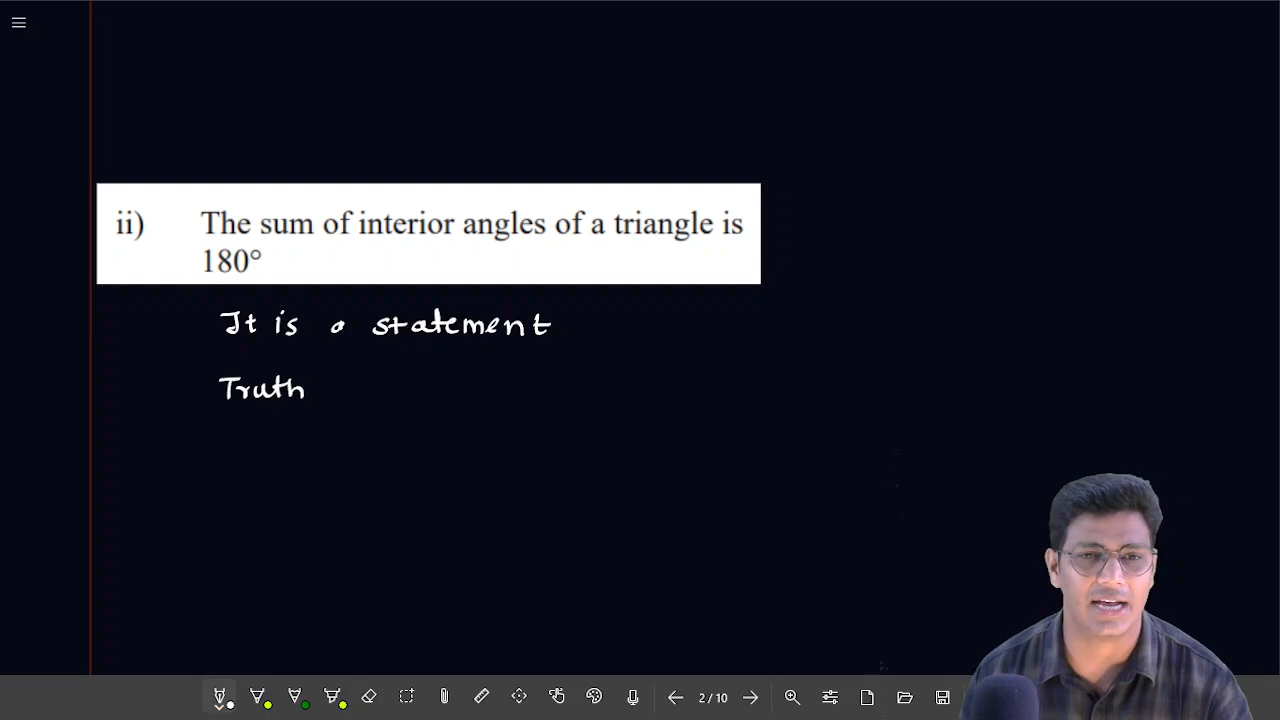 ii) The sum of interior angles of a triangle is
180°
It is a statement
Truth
2/10